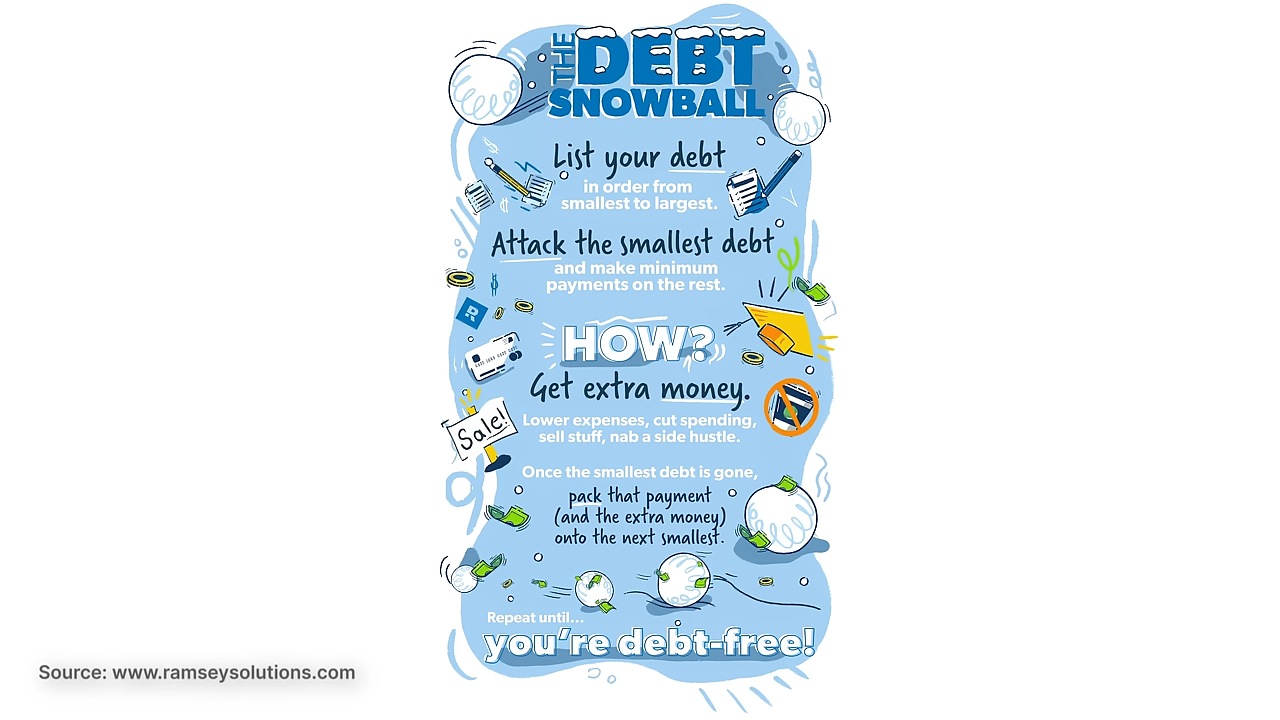 THE DEBT
SNOWBALL
List your debt
in order from
smallest to largest.
Attack the smallest debt
and make minimum
payments on the rest.
R
HOW?
Get extra money.
Lower expenses, cut spending,
sell stuff, nab a side hustle.
Sale!
Once the smallest debt is gone,
pack that payment
(and the extra money)
onto the next smallest.
Repeat until...
you're debt-free!
Source: www.ramseysolutions.com